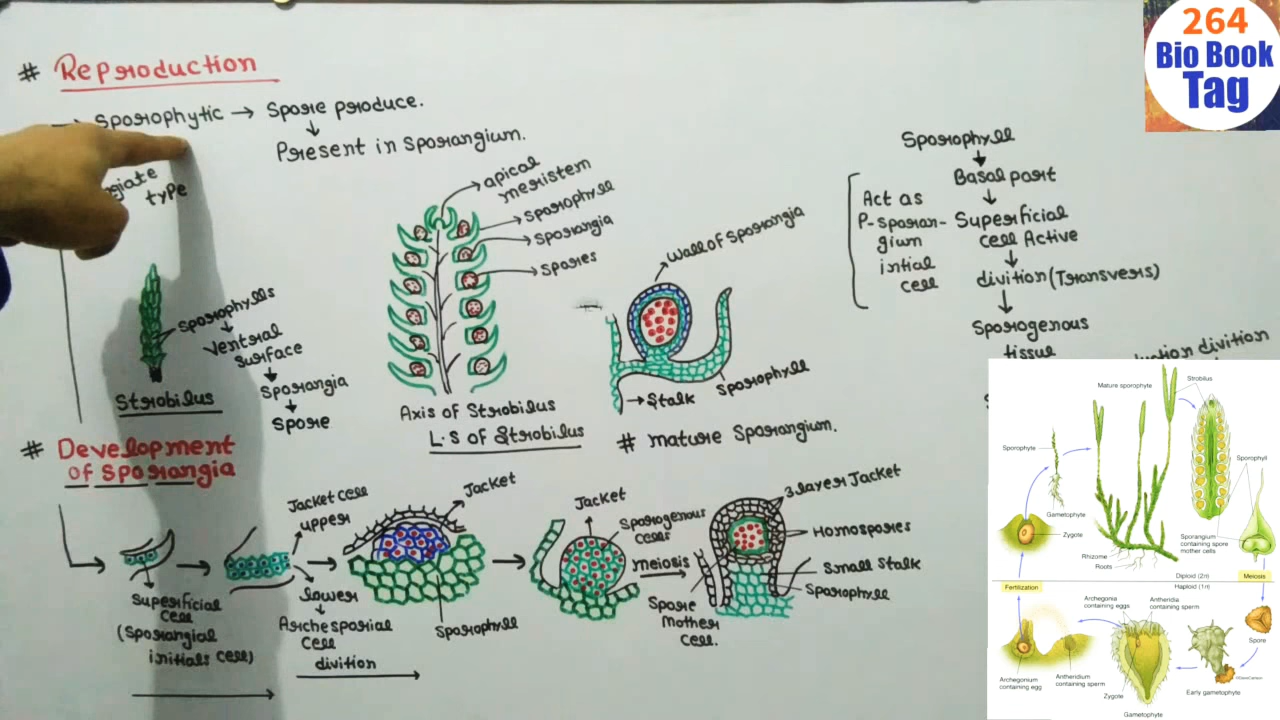 264
Bio Book
Tag
# Reproduction
Sporophytic → Spore produce.
Present in Sporangium.
type
Sporophylls
Ventral
surface
Sporangia
Spore
Strobilus
apical
meristem
sporophyll
sporangia
spores
Axis of Strobilus
L.S of Strobilus
Wall of Sporangia
Sporophyll
→Stalk
# mature Sporangium.
Sporophyll
Basal part
Act as
P-sporan-
gium
intial
cell
Superficial
cell Active
divition (Transvers)
Sporogenous
tissue
divition
# Development
of sporangia
Superficial
cell
(Sporangial
initials cell)
Jacket cell
upper
lower
Archesporial
cell
divition
Jacket
Sporophyll
Jacket
Sporogenous
cells
meiosis
Spore
Mother
cell.
3 layer Jacket
Homospories
Small Stalk
Sporophyll
Mature sporophyte
Strobilus
Sporophyte
Sporophyll
Gametophyte
Zygote
Sporangium
containing spore
mother cells
Rhizome
Roots
Diploid (2n)
Meiosis
Fertilization
Haploid (1n)
Archegonia
containing eggs
Antheridia
containing sperm
Spore
Archegonium
containing egg
Antheridium
containing sperm
Zygote
Early gametophyte
Gametophyte